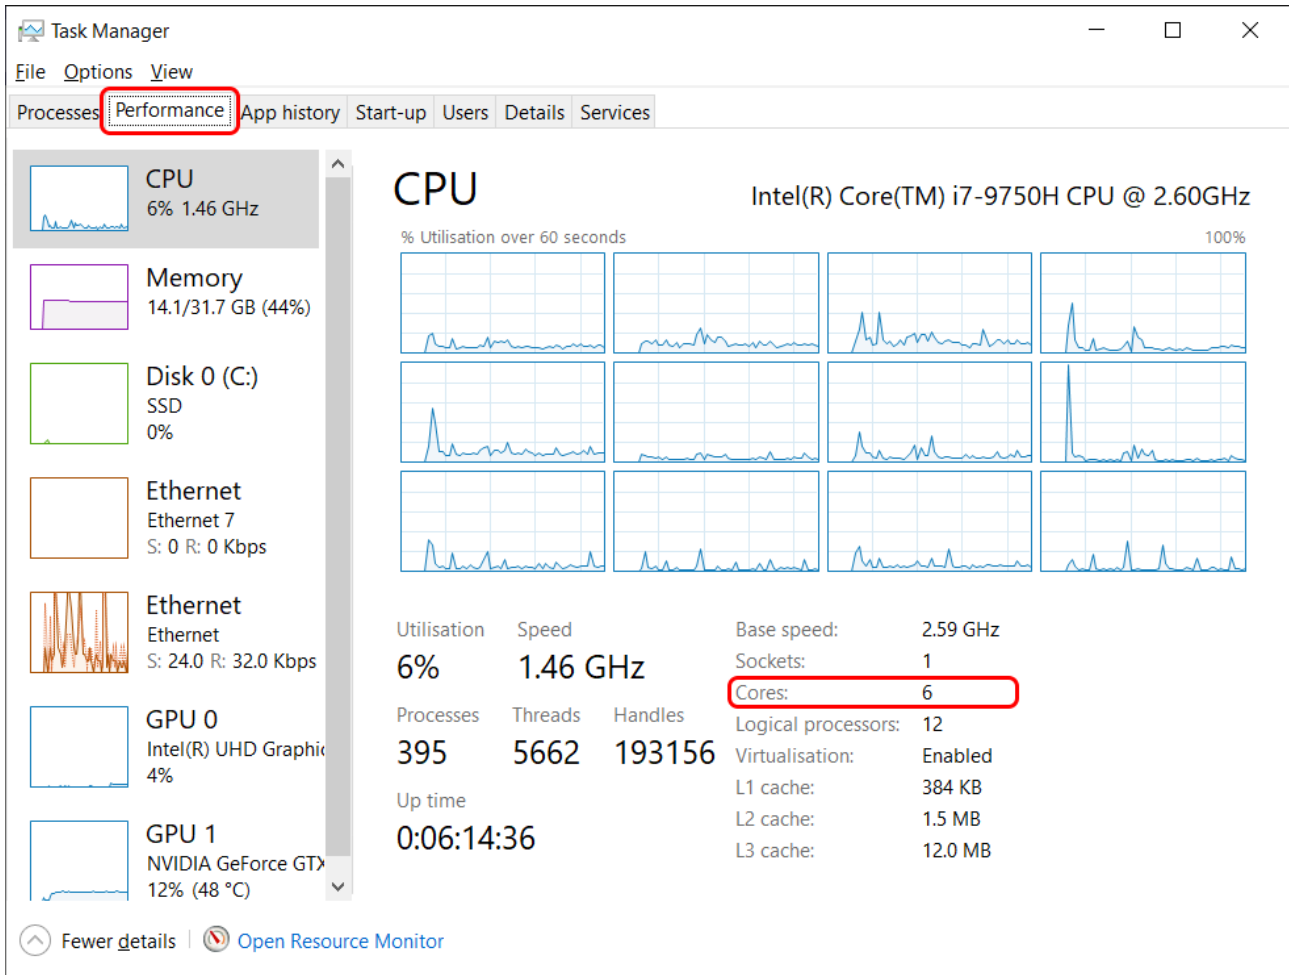 Task Manager
File Options View
Processes Performance App history Start-up Users Details Services
CPU
6% 1.46 GHz
Memory
14.1/31.7 GB (44%)
Disk 0 (C:)
SSD
0%
Ethernet
Ethernet 7
S: 0 R: 0 Kbps
Ethernet
Ethernet
S: 24.0 R: 32.0 Kbps
GPU 0
Intel(R) UHD Graphic
4%
GPU 1
NVIDIA GeForce GTX
12% (48 °C)
CPU
Intel(R) Core(TM) i7-9750H CPU @ 2.60GHz
% Utilisation over 60 seconds 100%
Utilisation Speed
6% 1.46 GHz
Processes Threads Handles
395 5662 193156
Up time
0:06:14:36
Base speed: 2.59 GHz
Sockets: 1
Cores: 6
Logical processors: 12
Virtualisation: Enabled
L1 cache: 384 KB
L2 cache: 1.5 MB
L3 cache: 12.0 MB
Fewer details Open Resource Monitor